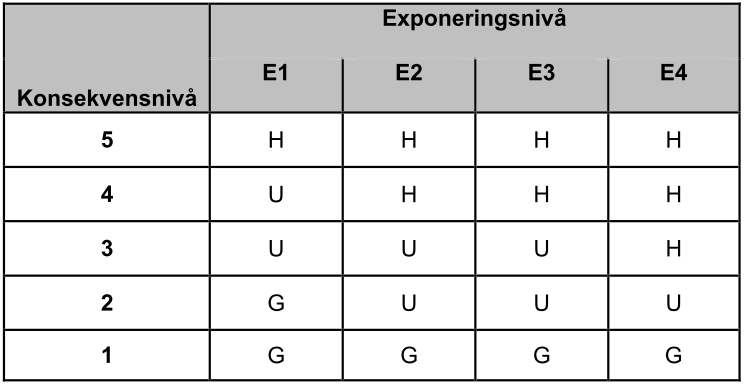 Exponeringsnivå
Konsekvensnivå E1 E2 E3 E4
5 H H H H
4 U H H H
3 U U U H
2 G U U U
1 G G G G